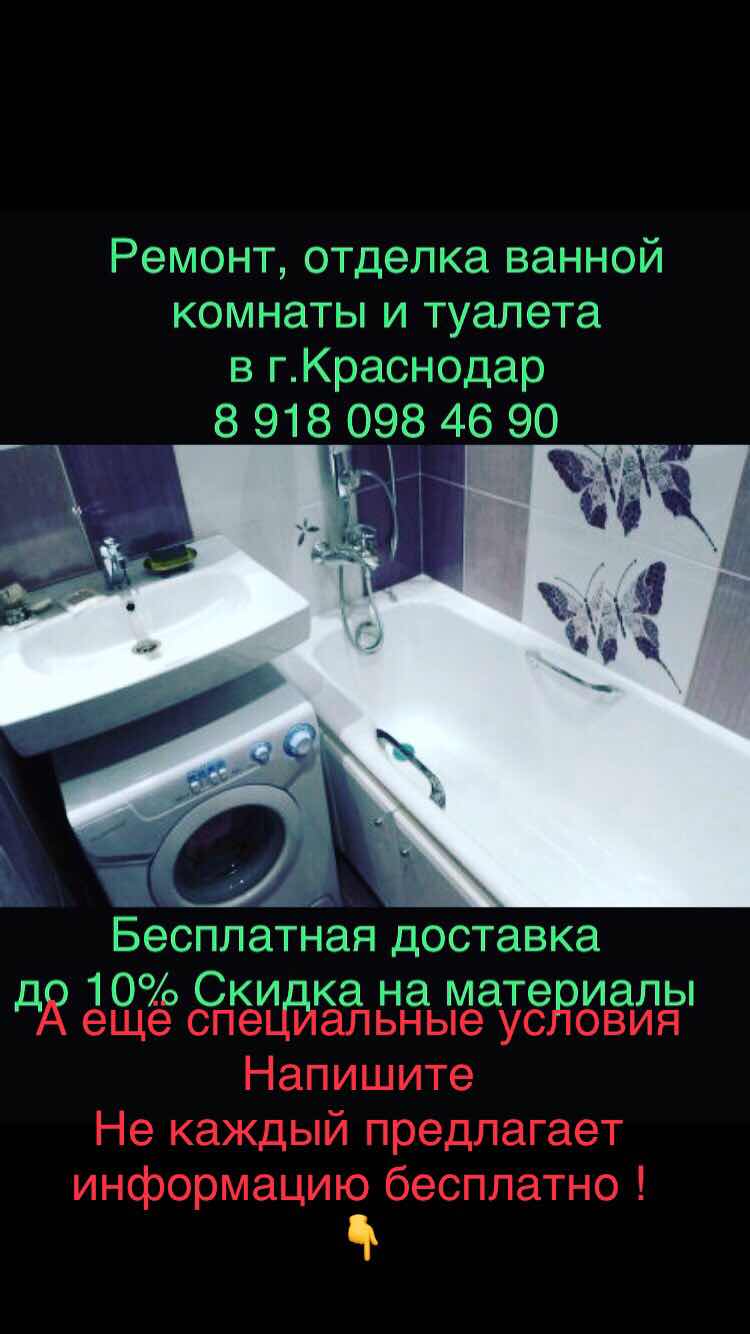 Ремонт, отделка ванной
комнаты и туалета
в г.Краснодар
8 918 098 46 90
Бесплатная доставка
до 10% Скидка на материалы
А ещё специальные условия
Напишите
Не каждый предлагает
информацию бесплатно !
👇